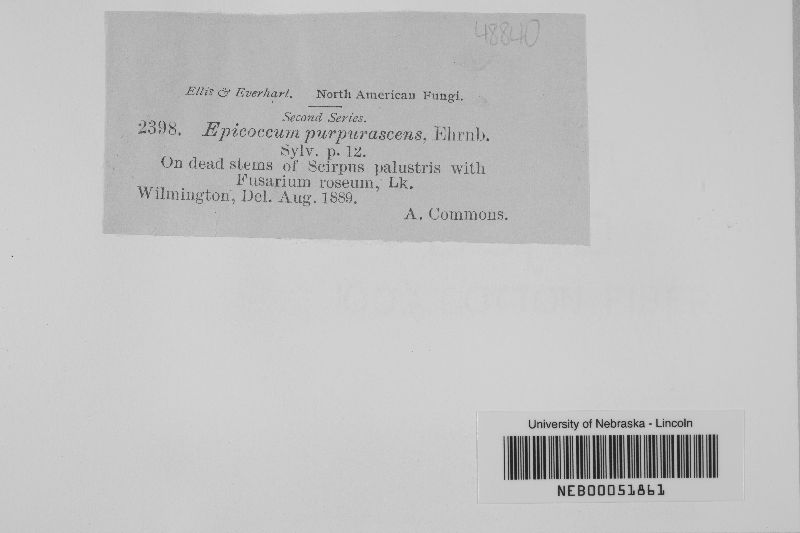 48840
Ellis & Everhart. North American Fungi.
Second Series.
2398. Epicoccum purpurascens, Ehrnb.
Sylv. p. 12.
On dead stems of Scirpus palustris with
Fusarium roseum, Lk.
Wilmington, Del. Aug. 1889.
A. Commons.
University of Nebraska - Lincoln
NEB00051861